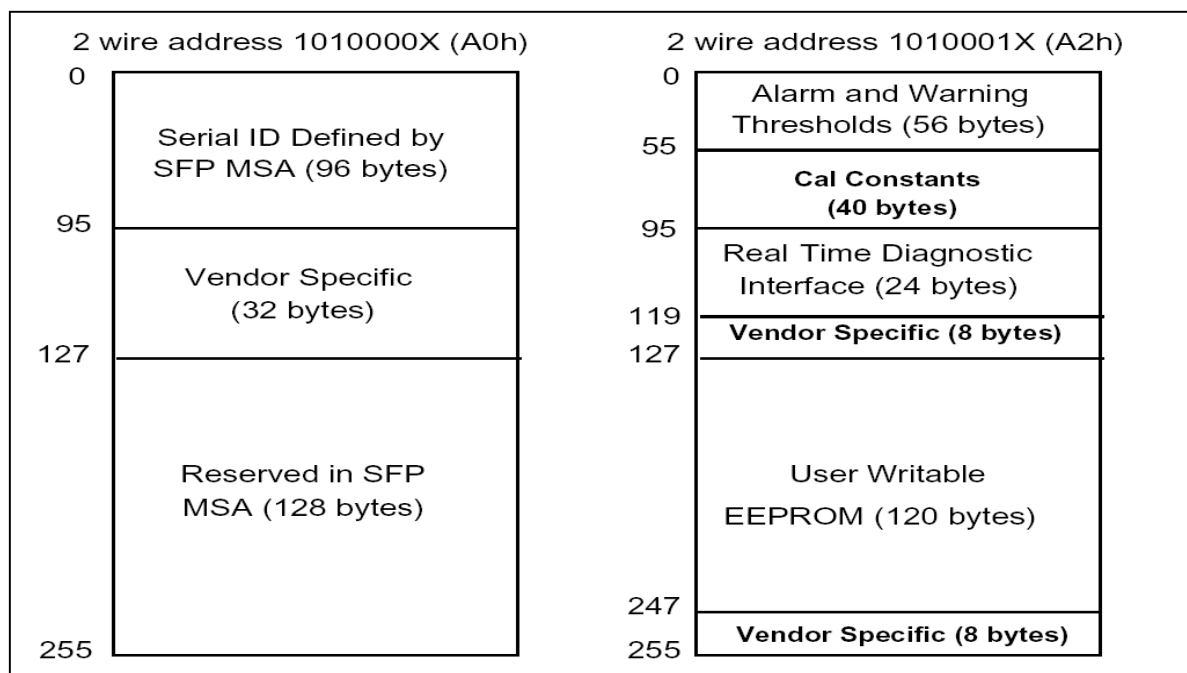 2 wire address 1010000X (A0h)
0
Serial ID Defined by
SFP MSA (96 bytes)
95
Vendor Specific
(32 bytes)
127
Reserved in SFP
MSA (128 bytes)
255
2 wire address 1010001X (A2h)
0
Alarm and Warning
Thresholds (56 bytes)
55
Cal Constants
(40 bytes)
95
Real Time Diagnostic
Interface (24 bytes)
119
Vendor Specific (8 bytes)
127
User Writable
EEPROM (120 bytes)
247
Vendor Specific (8 bytes)
255